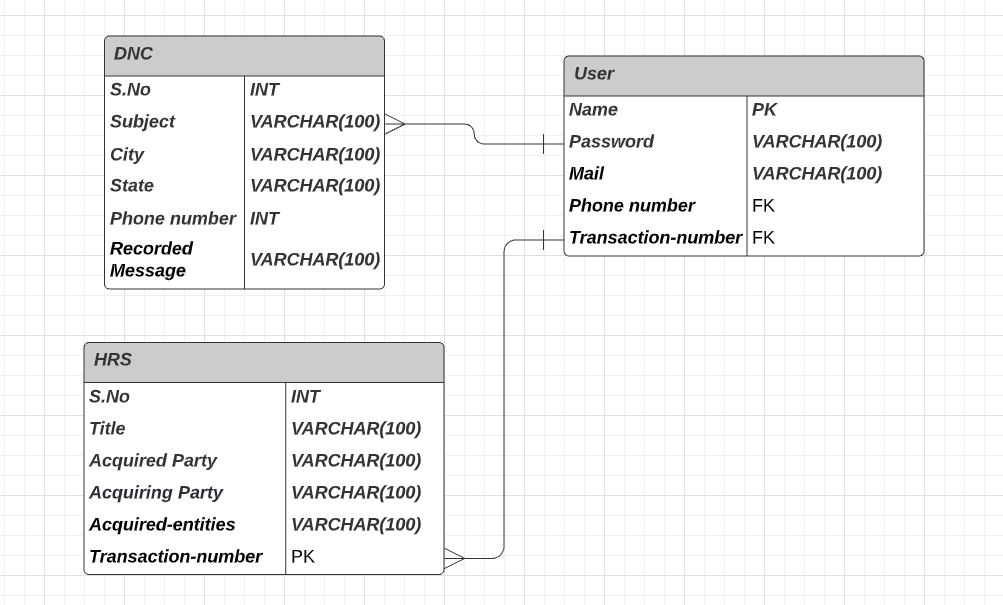 DNC
S.No INT
Subject VARCHAR(100)
City VARCHAR(100)
State VARCHAR(100)
Phone number INT
Recorded
Message VARCHAR(100)
User
Name PK
Password VARCHAR(100)
Mail VARCHAR(100)
Phone number FK
Transaction-number FK
HRS
S.No INT
Title VARCHAR(100)
Acquired Party VARCHAR(100)
Acquiring Party VARCHAR(100)
Acquired-entities VARCHAR(100)
Transaction-number PK